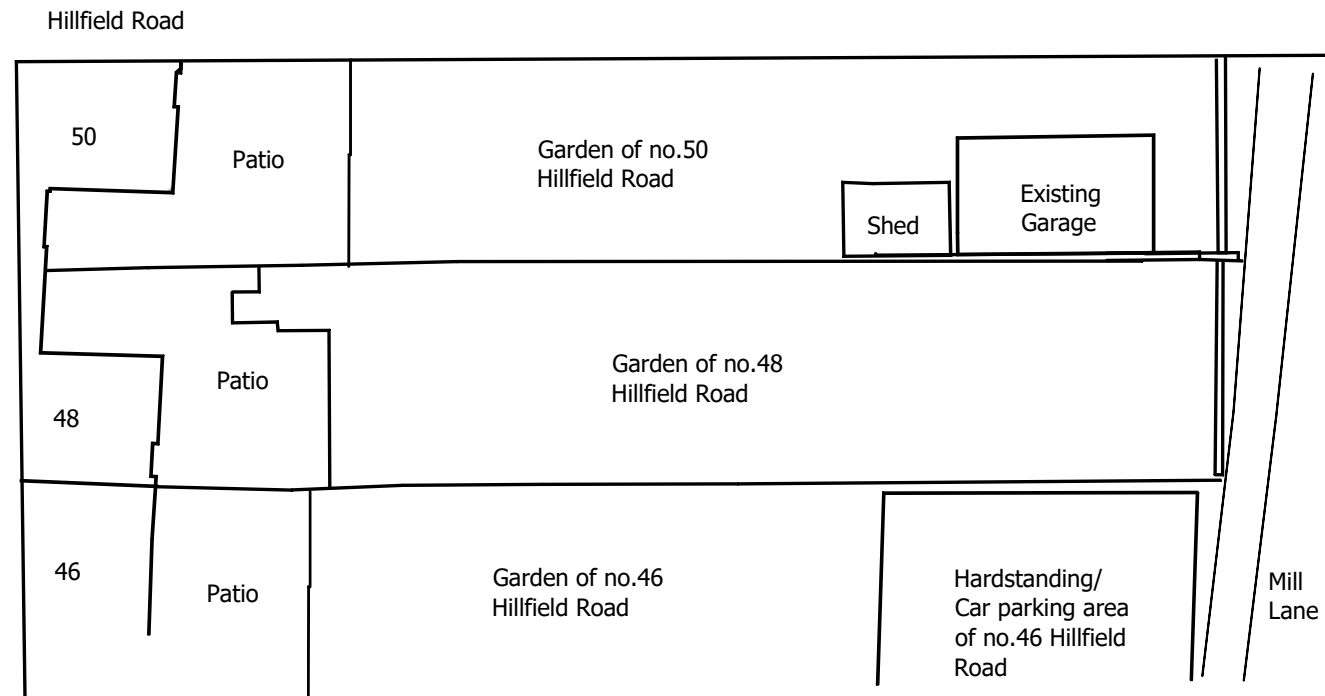 Hillfield Road
50
Patio
Garden of no.50
Hillfield Road
Shed
Existing
Garage
48
Patio
Garden of no.48
Hillfield Road
46
Patio
Garden of no.46
Hillfield Road
Hardstanding/
Car parking area
of no.46 Hillfield
Road
Mill
Lane